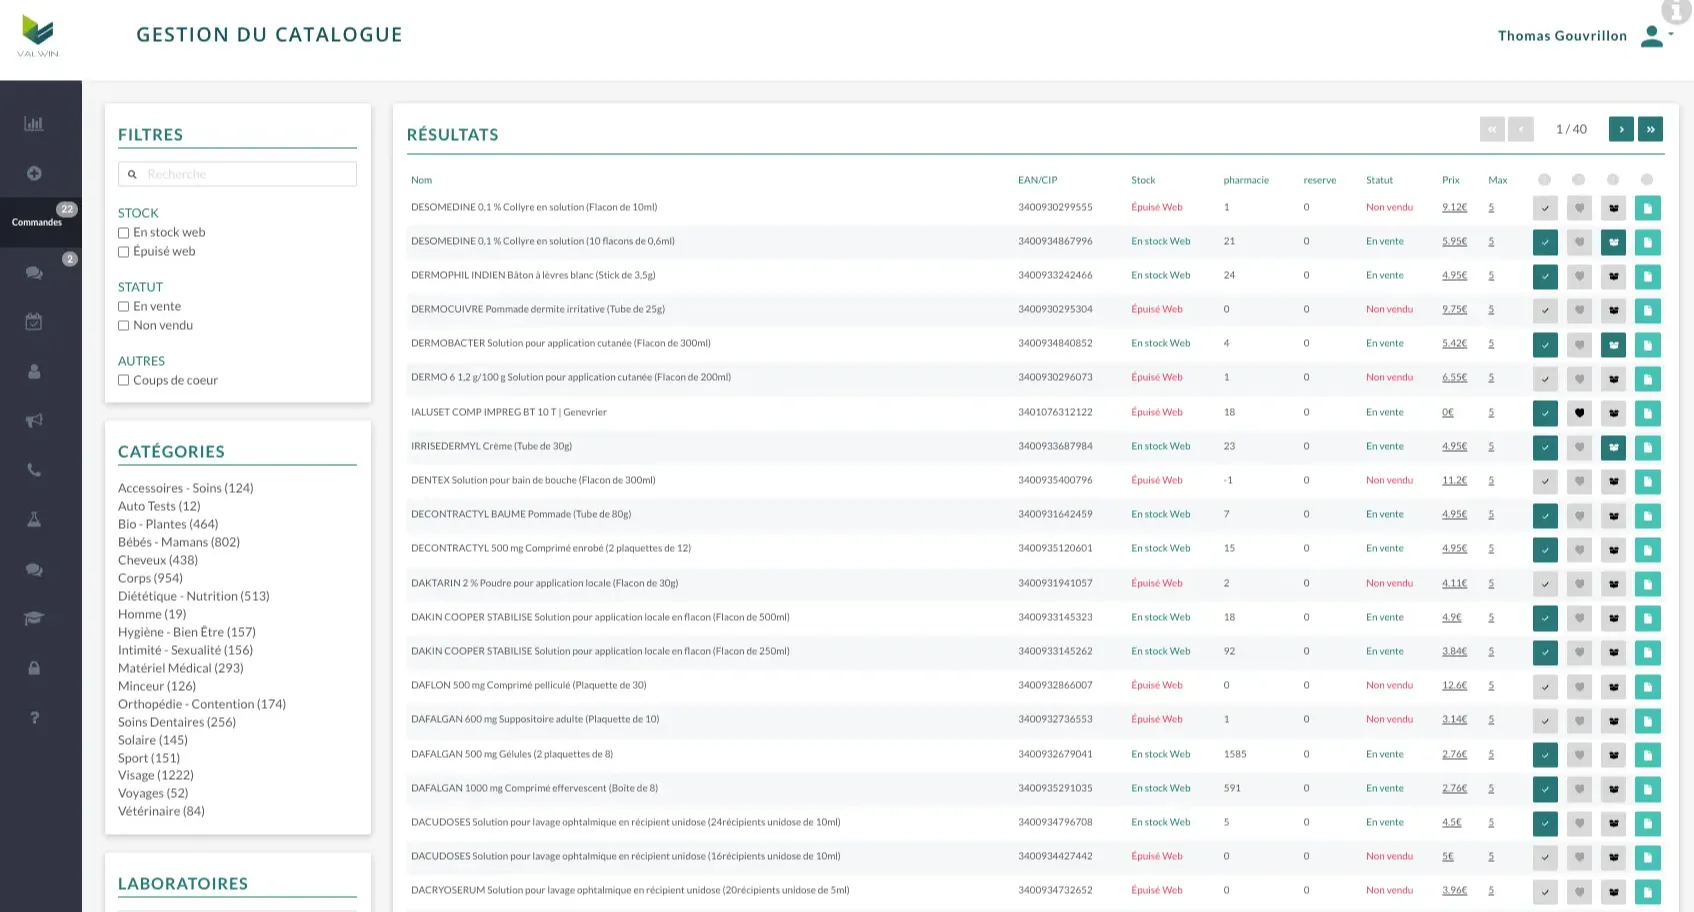 VALWIN
GESTION DU CATALOGUE
Thomas Gouvrillon
Commandes 22
2
FILTRES
Recherche
STOCK
En stock web
Épuisé web
STATUT
En vente
Non vendu
AUTRES
Coups de coeur
CATÉGORIES
Accessoires - Soins (124)
Auto Tests (12)
Bio - Plantes (464)
Bébés - Mamans (802)
Cheveux (438)
Corps (954)
Diététique - Nutrition (513)
Homme (19)
Hygiène - Bien Être (157)
Intimité - Sexualité (156)
Matériel Médical (293)
Minceur (126)
Orthopédie - Contention (174)
Soins Dentaires (256)
Solaire (145)
Sport (151)
Visage (1222)
Voyages (52)
Vétérinaire (84)
LABORATOIRES
RÉSULTATS
« ‹ 1 / 40 › »
Nom EAN/CIP Stock pharmacie reserve Statut Prix Max
DESOMEDINE 0,1 % Collyre en solution (Flacon de 10ml) 3400930299555 Épuisé Web 1 0 Non vendu 9.12€ 5
DESOMEDINE 0,1 % Collyre en solution (10 flacons de 0,6ml) 3400934867996 En stock Web 21 0 En vente 5.95€ 5
DERMOPHIL INDIEN Bâton à lèvres blanc (Stick de 3,5g) 3400933242466 En stock Web 24 0 En vente 4.95€ 5
DERMOCUIVRE Pommade dermite irritative (Tube de 25g) 3400930295304 Épuisé Web 0 0 Non vendu 9.75€ 5
DERMOBACTER Solution pour application cutanée (Flacon de 300ml) 3400934840852 En stock Web 4 0 En vente 5.42€ 5
DERMO 6 1,2 g/100 g Solution pour application cutanée (Flacon de 200ml) 3400930296073 Épuisé Web 1 0 Non vendu 6.55€ 5
IALUSET COMP IMPREG BT 10 T | Genevrier 3401076312122 Épuisé Web 18 0 En vente 0€ 5
IRRISEDERMYL Crème (Tube de 30g) 3400933687984 En stock Web 23 0 En vente 4.95€ 5
DENTEX Solution pour bain de bouche (Flacon de 300ml) 3400935400796 Épuisé Web -1 0 Non vendu 11.2€ 5
DECONTRACTYL BAUME Pommade (Tube de 80g) 3400931642459 En stock Web 7 0 En vente 4.95€ 5
DECONTRACTYL 500 mg Comprimé enrobé (2 plaquettes de 12) 3400935120601 En stock Web 15 0 En vente 4.95€ 5
DAKTARIN 2 % Poudre pour application locale (Flacon de 30g) 3400931941057 Épuisé Web 2 0 Non vendu 4.11€ 5
DAKIN COOPER STABILISE Solution pour application locale en flacon (Flacon de 500ml) 3400933145323 En stock Web 18 0 En vente 4.9€ 5
DAKIN COOPER STABILISE Solution pour application locale en flacon (Flacon de 250ml) 3400933145262 En stock Web 92 0 En vente 3.84€ 5
DAFLON 500 mg Comprimé pelliculé (Plaquette de 30) 3400932866007 Épuisé Web 0 0 Non vendu 12.6€ 5
DAFALGAN 600 mg Suppositoire adulte (Plaquette de 10) 3400932736553 Épuisé Web 1 0 Non vendu 3.14€ 5
DAFALGAN 500 mg Gélules (2 plaquettes de 8) 3400932679041 En stock Web 1585 0 En vente 2.76€ 5
DAFALGAN 1000 mg Comprimé effervescent (Boite de 8) 3400935291035 En stock Web 591 0 En vente 2.76€ 5
DACUDOSES Solution pour lavage ophtalmique en récipient unidose (24récipients unidose de 10ml) 3400934796708 En stock Web 5 0 En vente 4.5€ 5
DACUDOSES Solution pour lavage ophtalmique en récipient unidose (16récipients unidose de 10ml) 3400934427442 Épuisé Web 0 0 Non vendu 5€ 5
DACRYOSERUM Solution pour lavage ophtalmique en récipient unidose (20récipients unidose de 5ml) 3400934732652 Épuisé Web 0 0 Non vendu 3.96€ 5